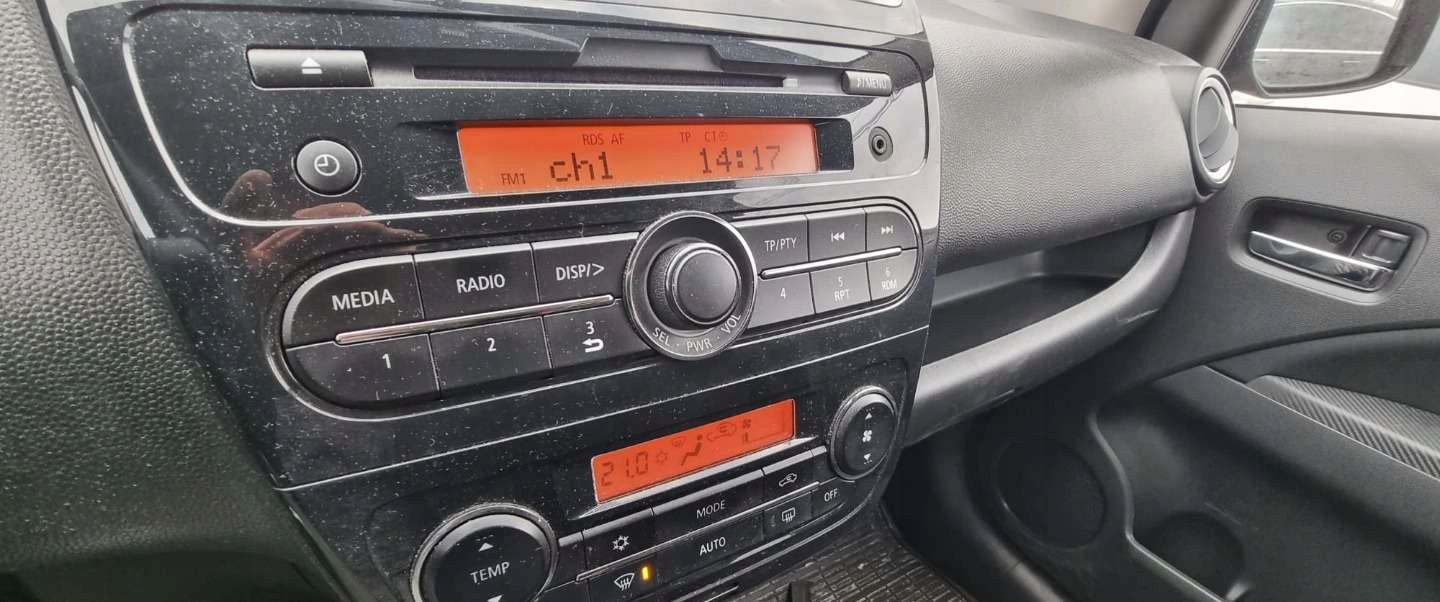 P/MENU
RDS AF TP CT
FM1 ch1 14:17
MEDIA RADIO DISP/> TP/PTY
1 2 3 4 5 RPT 6 RDM
SEL · PWR · VOL
21.0
MODE
OFF
AUTO
TEMP